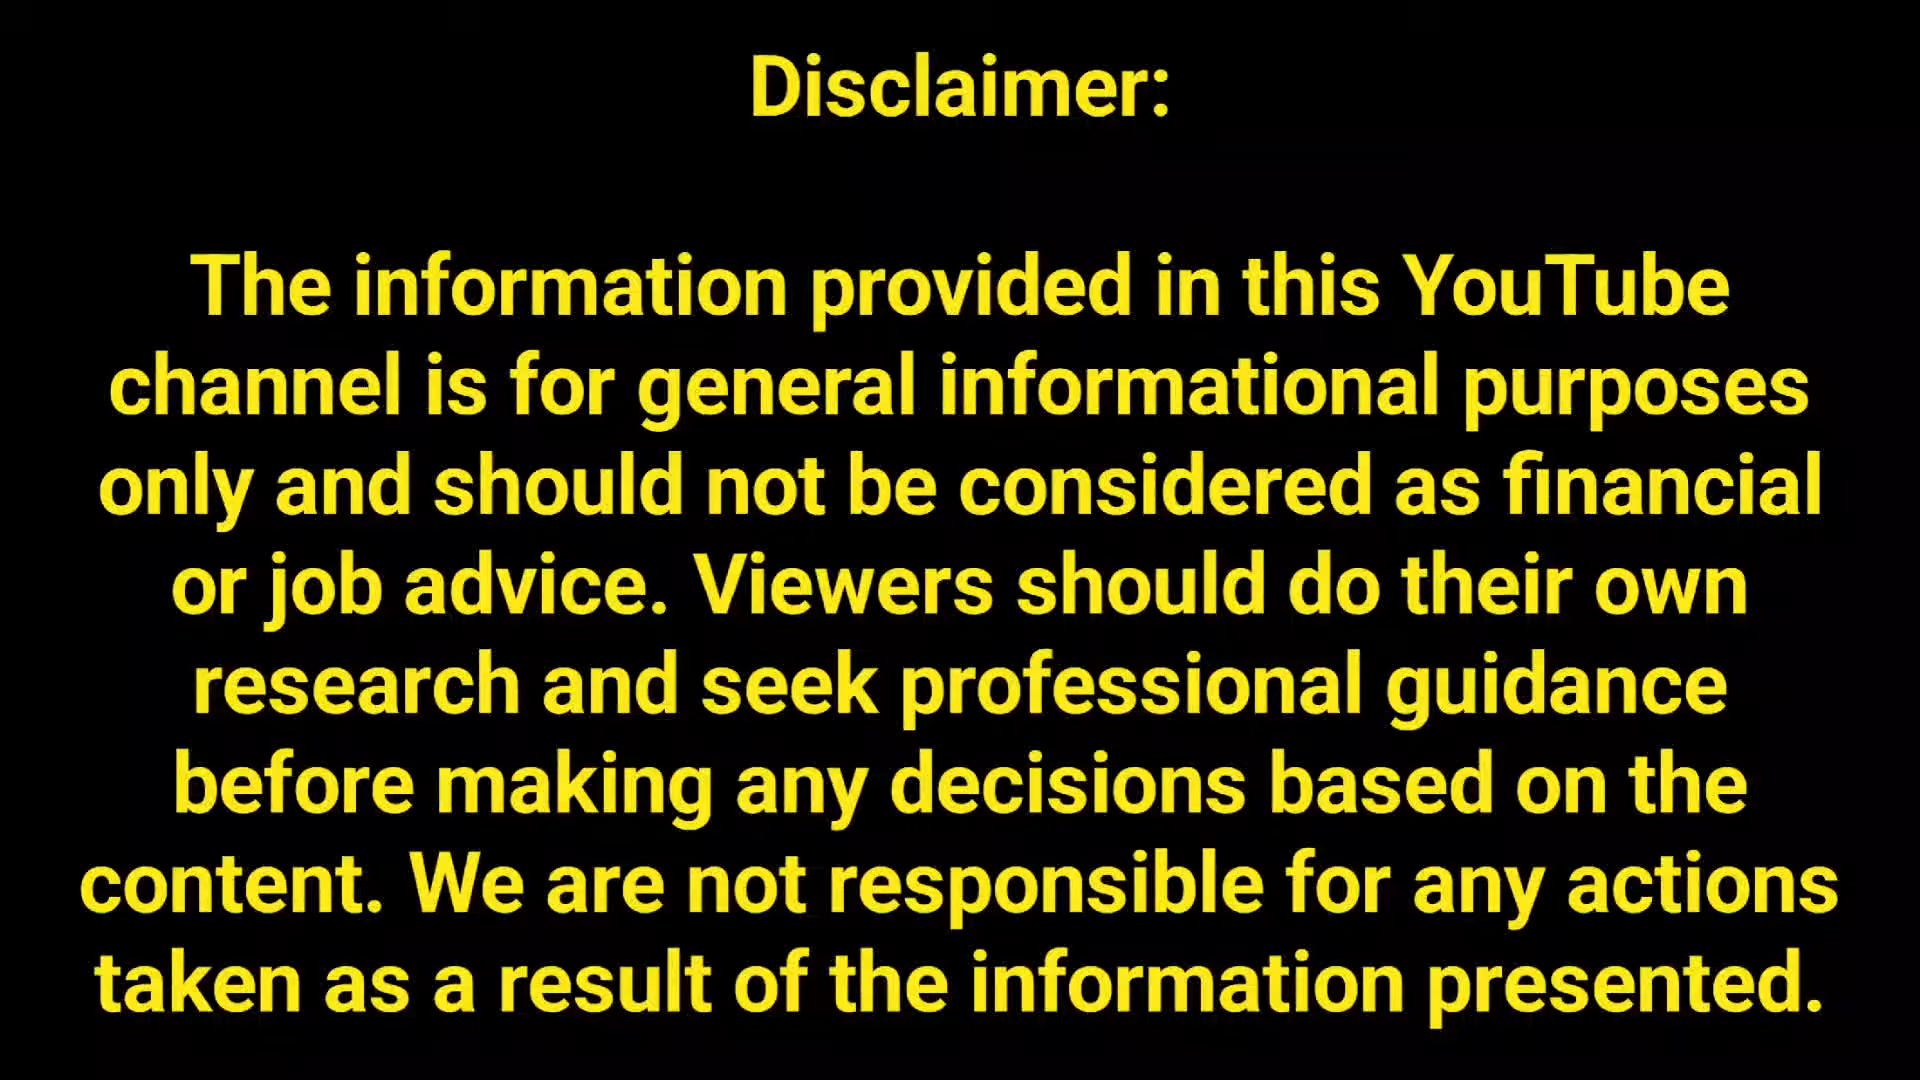 Disclaimer:
The information provided in this YouTube
channel is for general informational purposes
only and should not be considered as financial
or job advice. Viewers should do their own
research and seek professional guidance
before making any decisions based on the
content. We are not responsible for any actions
taken as a result of the information presented.